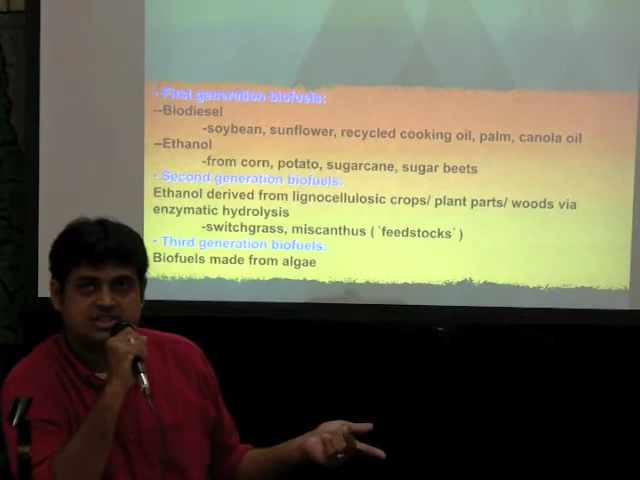 • First generation biofuels:
--Biodiesel
-soybean, sunflower, recycled cooking oil, palm, canola oil
--Ethanol
-from corn, potato, sugarcane, sugar beets
• Second generation biofuels:
Ethanol derived from lignocellulosic crops/ plant parts/ woods via
enzymatic hydrolysis
-switchgrass, miscanthus (´feedstocks´)
• Third generation biofuels:
Biofuels made from algae